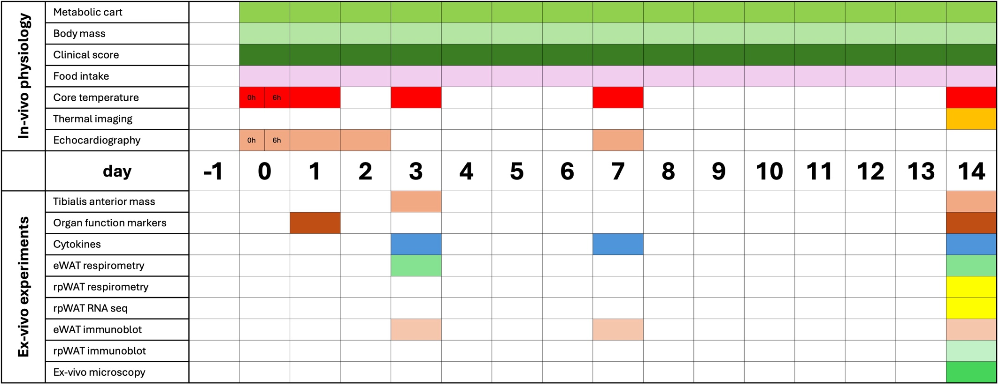 In-vivo physiology
Metabolic cart
Body mass
Clinical score
Food intake
Core temperature 0h 6h
Thermal imaging
Echocardiography 0h 6h
day -1 0 1 2 3 4 5 6 7 8 9 10 11 12 13 14
Ex-vivo experiments
Tibialis anterior mass
Organ function markers
Cytokines
eWAT respirometry
rpWAT respirometry
rpWAT RNA seq
eWAT immunoblot
rpWAT immunoblot
Ex-vivo microscopy